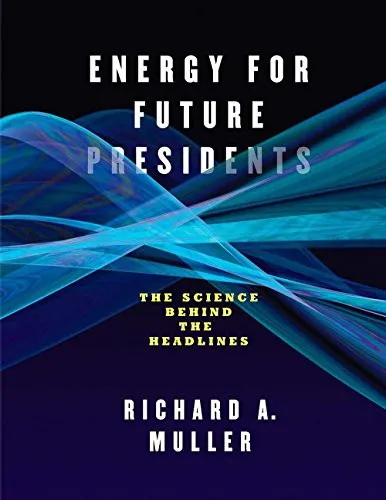 ENERGY FOR
FUTURE
PRESIDENTS
THE SCIENCE
BEHIND
THE
HEADLINES
RICHARD A.
MULLER